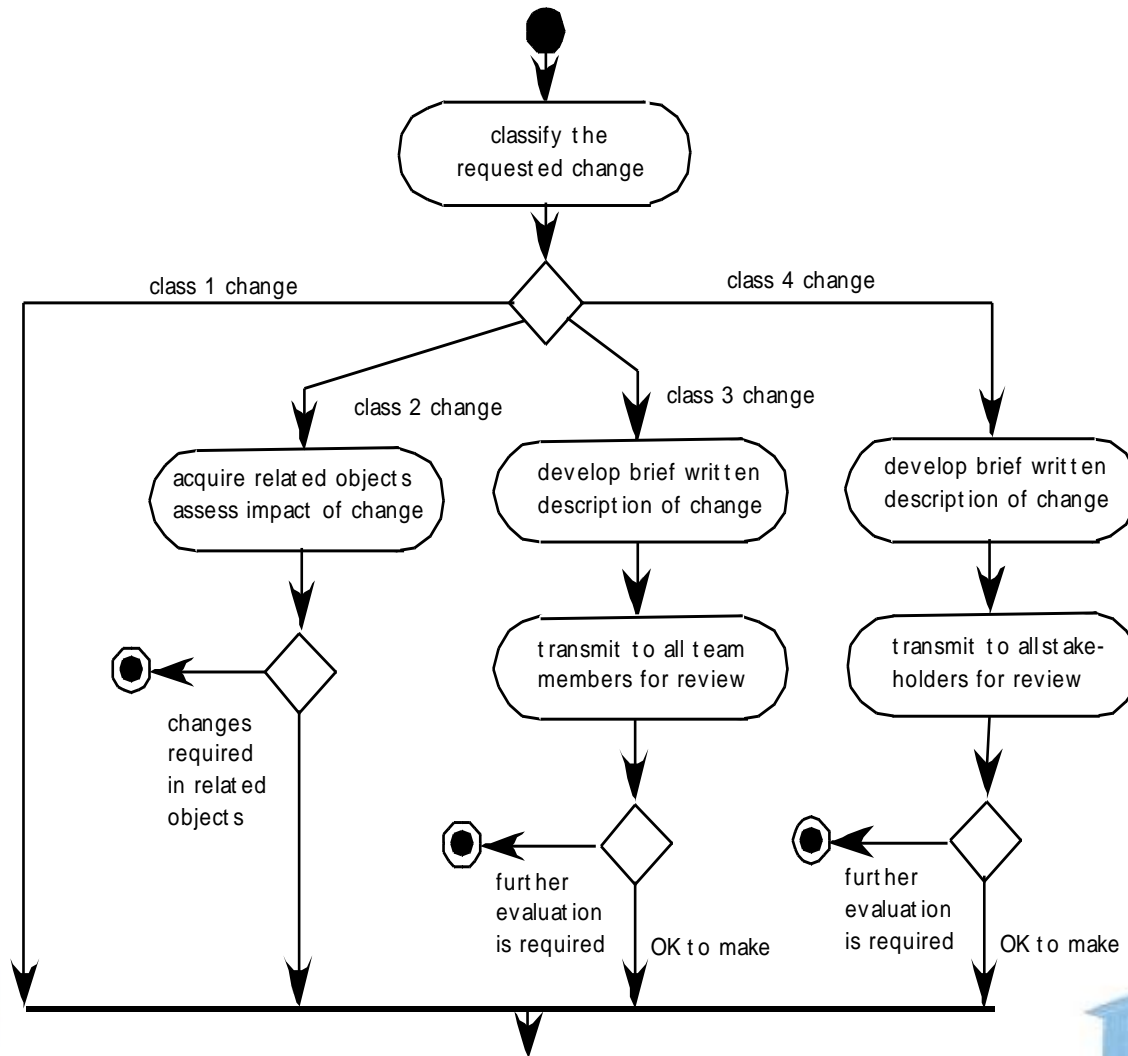 classify the
requested change
class 1 change
class 4 change
class 2 change
class 3 change
acquire related objects
assess impact of change
develop brief written
description of change
develop brief written
description of change
transmit to all team
members for review
transmit to all stake-
holders for review
changes
required
in related
objects
further
evaluation
is required
OK to make
further
evaluation
is required
OK to make